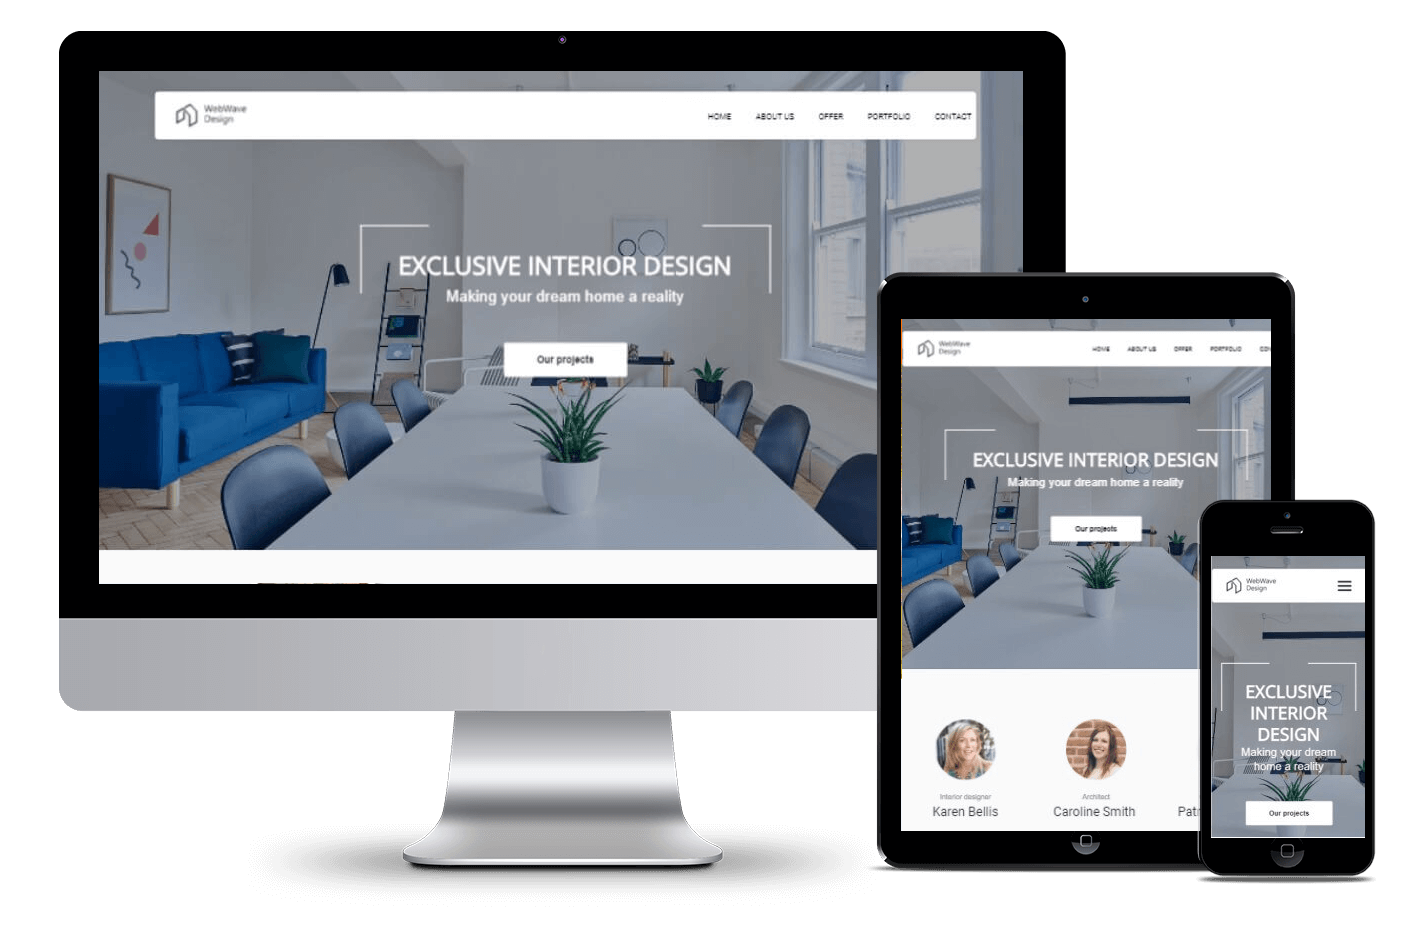 WebWave
Design
HOME ABOUT US OFFER PORTFOLIO CONTACT
EXCLUSIVE INTERIOR DESIGN
Making your dream home a reality
Our projects
WebWave
Design
HOME ABOUT US OFFER PORTFOLIO CON
EXCLUSIVE INTERIOR DESIGN
Making your dream home a reality
Our projects
Interior designer
Karen Bellis
Architect
Caroline Smith
Patr
WebWave
Design
EXCLUSIVE
INTERIOR
DESIGN
Making your dream
home a reality
Our projects